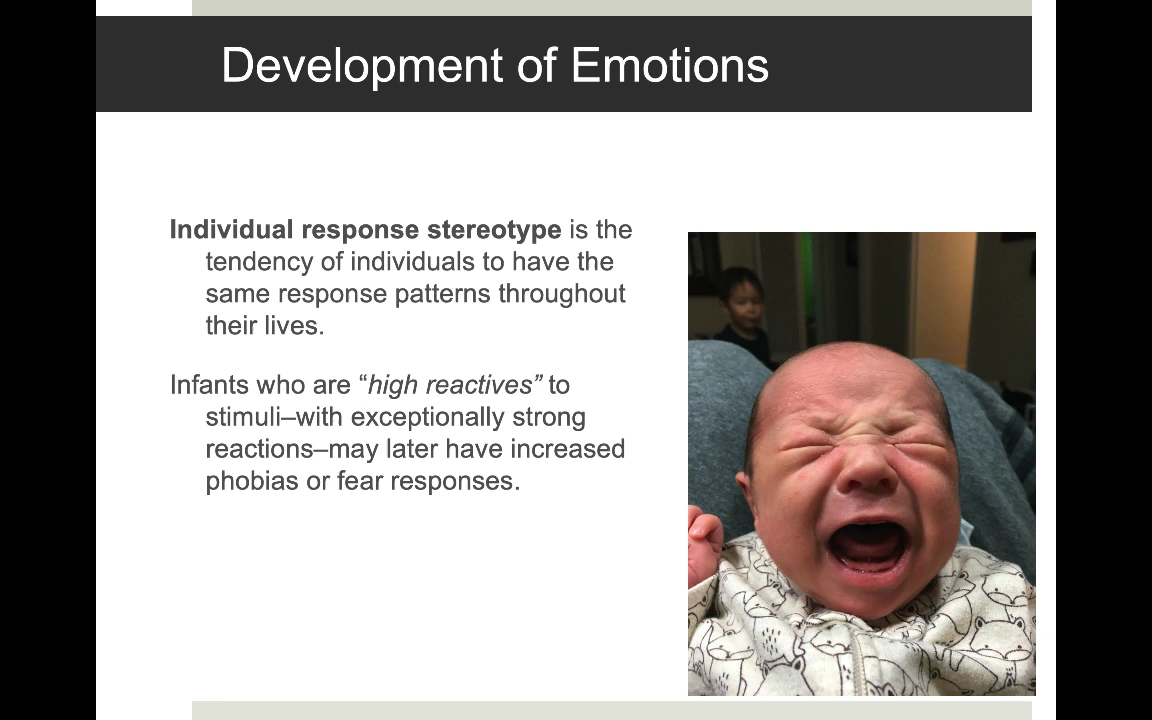 Development of Emotions
Individual response stereotype is the
tendency of individuals to have the
same response patterns throughout
their lives.
Infants who are “high reactives” to
stimuli–with exceptionally strong
reactions–may later have increased
phobias or fear responses.